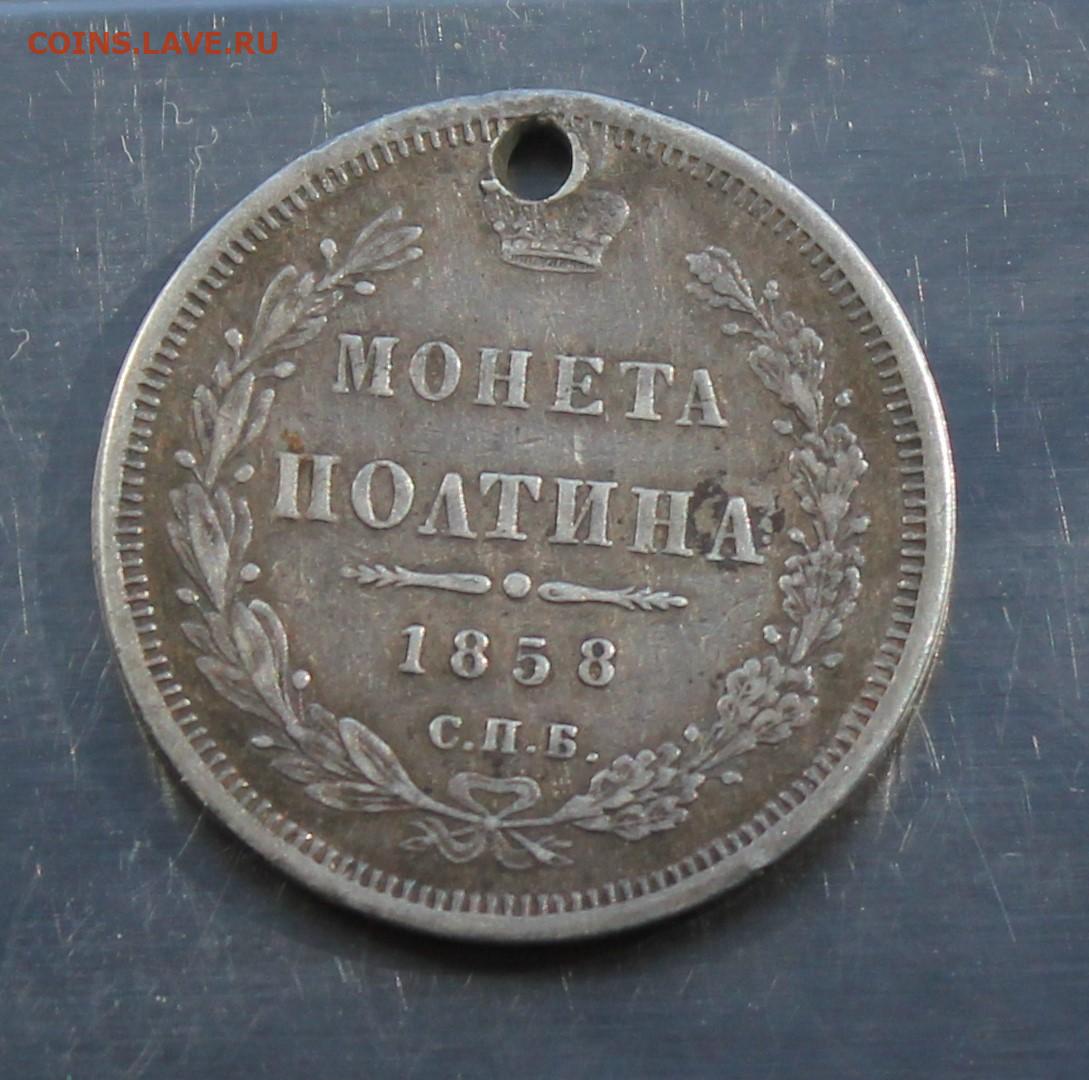 COINS.LAVE.RU
МОНЕТА
ПОЛТИНА
1858
С.П.Б.